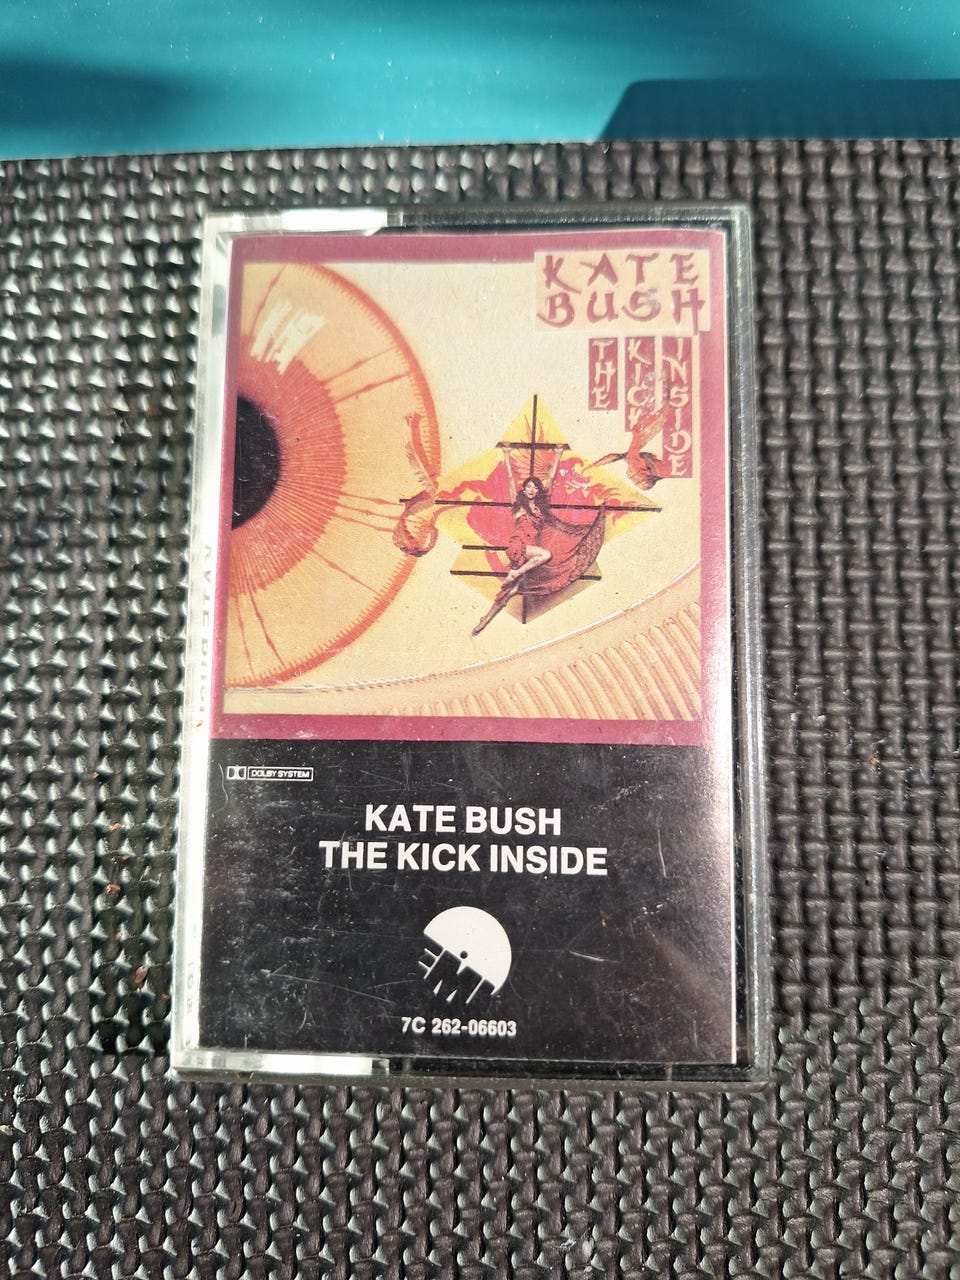 KATE
BUSH
THE
KICK
INSIDE
DOLBY SYSTEM
KATE BUSH
THE KICK INSIDE
EMI
7C 262-06603